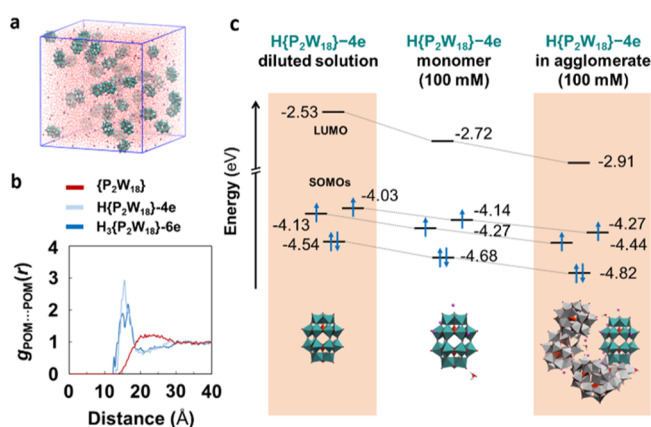 a
b
{P₂W₁₈}
H{P₂W₁₈}-4e
H₃{P₂W₁₈}-6e
g_POM···POM(r)
4
3
2
1
0
0 10 20 30 40
Distance (Å)
c
H{P₂W₁₈}−4e
diluted solution
H{P₂W₁₈}−4e
monomer
(100 mM)
H{P₂W₁₈}−4e
in agglomerate
(100 mM)
Energy (eV)
-2.53
LUMO
-2.72
-2.91
SOMOs
-4.03
-4.13
-4.54
-4.14
-4.27
-4.68
-4.27
-4.44
-4.82